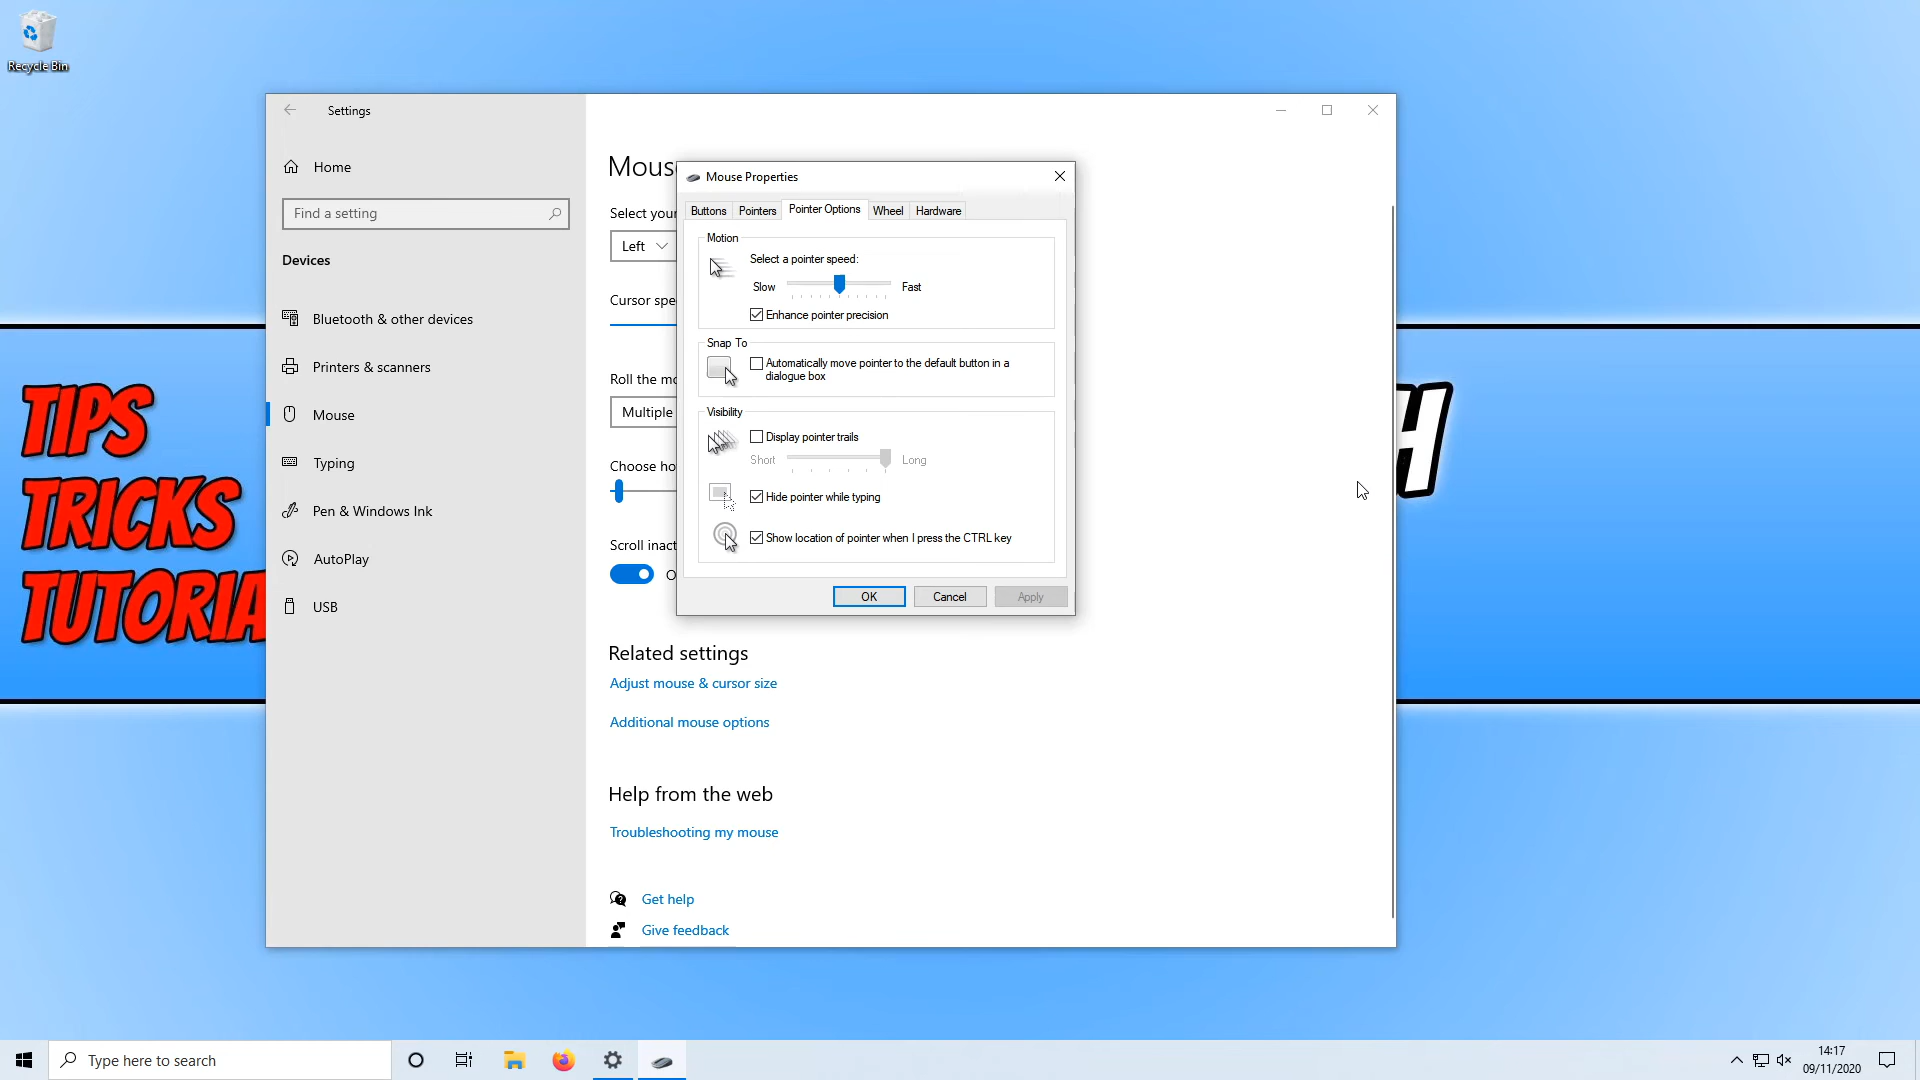 Recycle Bin
Settings
Home
Find a setting
Devices
Bluetooth & other devices
Printers & scanners
Mouse
Typing
Pen & Windows Ink
AutoPlay
USB
Select your
Left
Cursor spe
Roll the mo
Multiple
Scroll inact
Related settings
Adjust mouse & cursor size
Additional mouse options
Help from the web
Troubleshooting my mouse
Get help
Give feedback
Mouse Properties
Buttons
Pointers
Pointer Options
Wheel
Hardware
Motion
Select a pointer speed:
Slow
Fast
Enhance pointer precision
Snap To
Automatically move pointer to the default button in a
dialogue box
Visibility
Display pointer trails
Short
Long
Hide pointer while typing
Show location of pointer when I press the CTRL key
OK
Cancel
Apply
TIPS
TRICKS
TUTORIA
H
Type here to search
14:17
09/11/2020